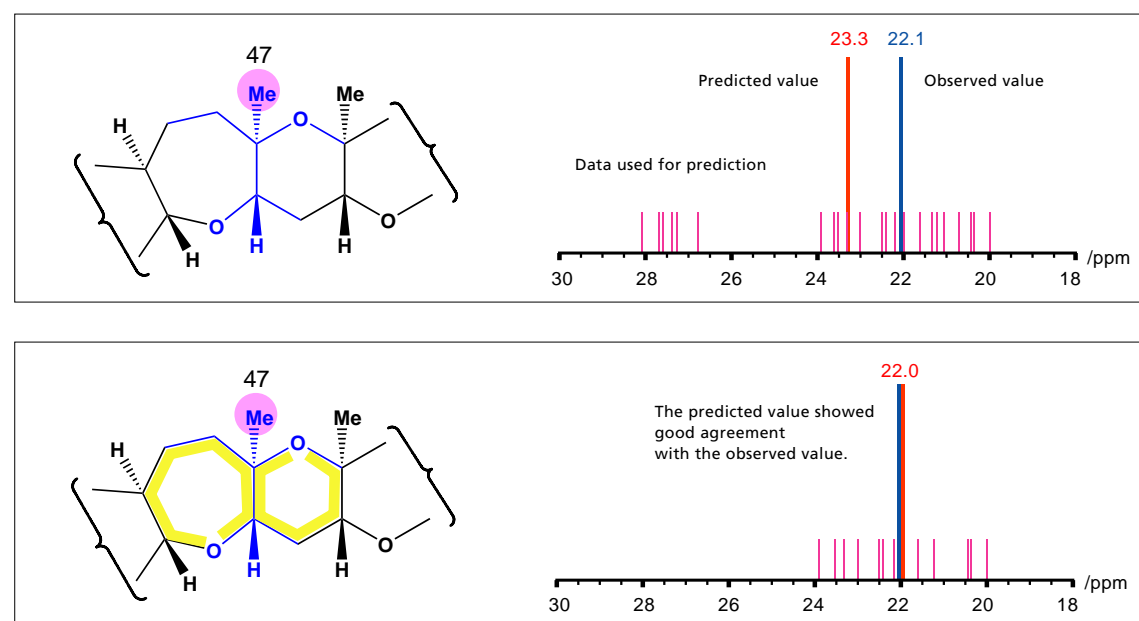 47
Me
Me
H
O
O
H
H
O
23.3 22.1
Predicted value
Observed value
Data used for prediction
30 28 26 24 22 20 18 /ppm
47
Me
Me
H
O
O
H
H
O
22.0
The predicted value showed
good agreement
with the observed value.
30 28 26 24 22 20 18 /ppm